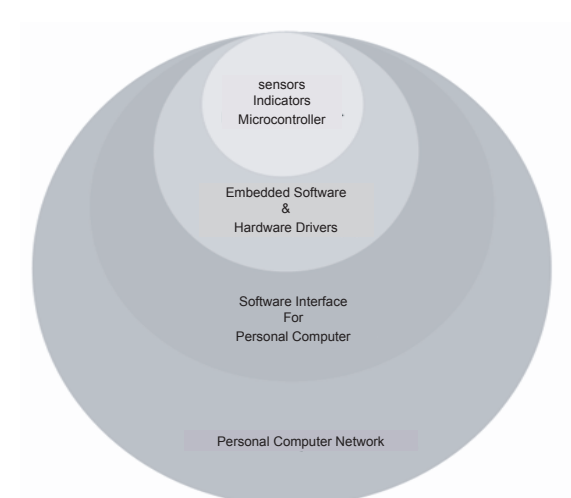 sensors
Indicators
Microcontroller
Embedded Software
&
Hardware Drivers
Software Interface
For
Personal Computer
Personal Computer Network